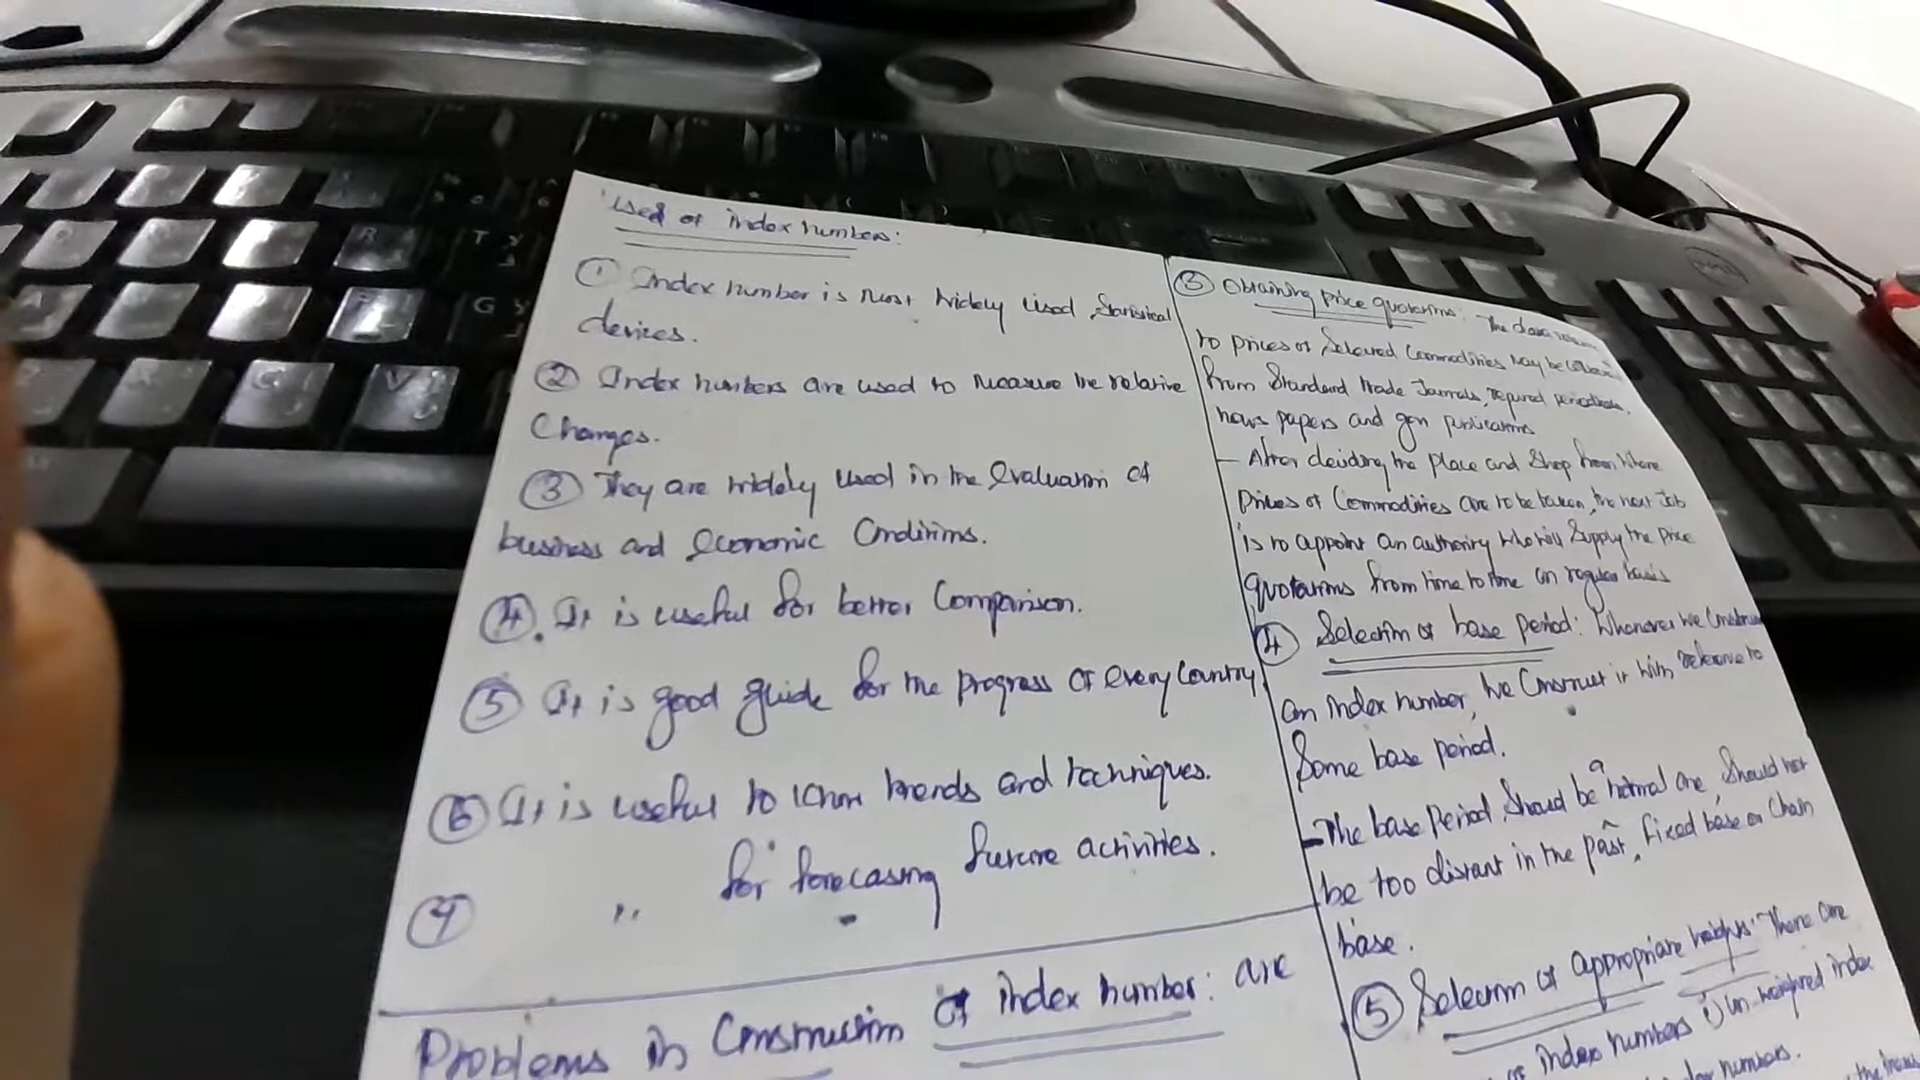 Uses of index numbers:
① Index number is most widely used statistical
devices.
② Index numbers are used to measure the relative
Changes.
③ They are widely used in the Evaluation of
business and Economic Conditions.
④. It is useful for better Comparison.
⑤ It is good guide for the progress of every Country.
⑥ It is useful to know trends and techniques.
⑦ ,, for forecasting future activities.
Problems in Construction of index number: are
③ Obtaining price quotations: The data
to prices of Selected Commodities may be
from Standard trade Journals, periodicals,
news papers and gov publications
- After deciding the place and shop from where
prices of Commodities are to be taken, the next Job
is to appoint an authority who will Supply the price
quotations from time to time on regular basis
④ Selection of base period: Whenever we Construct
an index number, we Construct it with reference to
Some base period.
- The base period should be a normal one, should not
be too distant in the past, fixed base or Chain
base.
⑤ Selection of appropriate weights: There are
of index numbers i) un-weighted index
numbers.